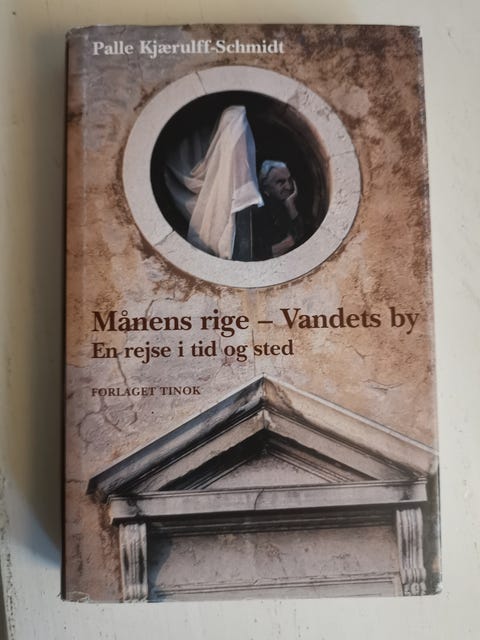 Palle Kjærulff-Schmidt
Månens rige – Vandets by
En rejse i tid og sted
FORLAGET TINOK